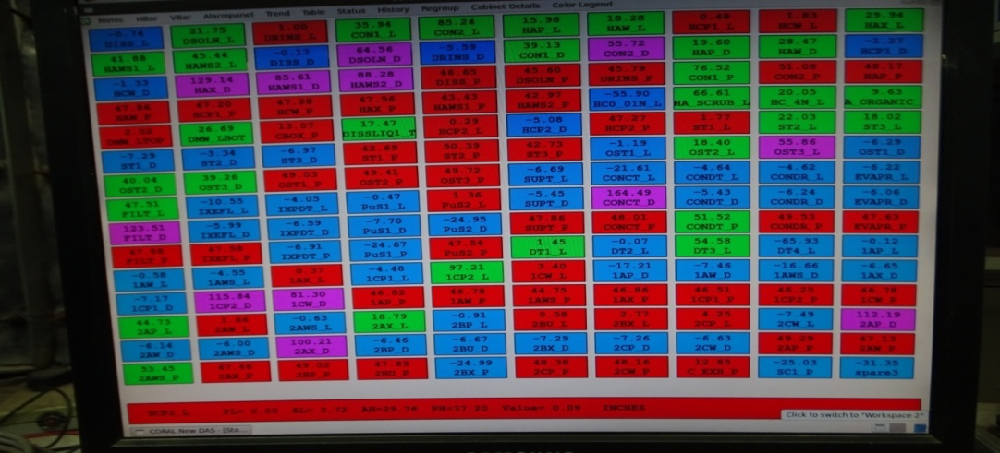 Mimic HBar VBar Alarmpanel Trend Table Status History Regroup Cabinet Details Color Legend
-0.74 21.75 1.00 35.94 85.24 15.98 18.28 0.48 1.83 29.94
DISS_L DSOLN_L DRINS_L CON1_L CON2_L HAP_L HAW_L HCP1_L HCW_L HAX_L
41.88 45.44 -0.17 64.56 -5.59 39.13 55.72 19.60 28.47 -1.27
HAWS1_L HAWS2_L DISS_D DSOLN_D DRINS_D CON1_D CON2_D HAP_D HAW_D HCP1_D
-1.33 129.14 85.61 88.28 46.65 45.60 45.79 76.52 51.08 48.17
HCW_D HAX_D HAWS1_D HAWS2_D DISS_P DSOLN_P DRINS_P CON1_P CON2_P HAP_P
47.86 47.20 47.28 47.56 43.43 42.97 -55.90 66.61 20.05 9.63
HAW_P HCP1_P HCW_P HAX_P HAWS1_P HAWS2_P HC0_01N_L HA_SCRUB_L HC_4N_L A_ORGANIC
26.69 13.07 17.47 0.29 -5.08 47.27 1.77 22.03 18.02
DMW_LTOP DMW_LBOT CBOX_P DISSLIQ1_T HCP2_L HCP2_D HCP2_P ST1_L ST2_L ST3_L
-7.29 -3.34 -6.97 42.69 50.39 42.73 -1.19 18.40 55.86 -6.29
ST1_D ST2_D ST3_D ST1_P ST2_P ST3_P OST1_L OST2_L OST3_L OST1_D
40.04 39.26 49.03 49.41 49.72 -6.69 -21.61 -4.64 -4.62 -6.22
OST2_D OST3_D OST1_P OST2_P OST3_P SUPT_L CONCT_L CONDT_L CONDR_L EVAPR_L
47.51 -10.55 -4.05 -0.47 1.36 -5.45 164.49 -5.43 -6.24 -6.06
FILT_L IXEFL_L IXPDT_L PuS1_L PuS2_L SUPT_D CONCT_D CONDT_D CONDR_D EVAPR_D
123.51 -5.99 -6.59 -7.70 -24.95 47.86 48.01 51.52 49.53 47.43
FILT_D IXEFL_D IXPDT_D PuS1_D PuS2_D SUPT_P CONCT_P CONDT_P CONDR_P EVAPR_P
47.86 47.58 -6.91 -24.67 47.54 1.45 -0.07 54.58 -65.93 -0.12
FILT_P IXEFL_P IXPDT_P PuS1_P PuS2_P DT1_L DT2_L DT3_L DT4_L 1AP_L
-0.58 -4.55 0.37 -4.48 97.21 3.40 -17.21 -7.46 -16.66 -6.65
1AW_L 1AWS_L 1AX_L 1CP1_L 1CP2_L 1CW_L 1AP_D 1AW_D 1AWS_D 1AX_D
-7.17 115.84 81.30 46.82 46.78 44.75 46.86 46.51 46.25 46.76
1CP1_D 1CP2_D 1CW_D 1AP_P 1AW_P 1AWS_P 1AX_P 1CP1_P 1CP2_P 1CW_P
44.73 1.86 -0.63 18.79 -0.91 0.58 2.77 4.25 -7.49 112.19
2AP_L 2AW_L 2AWS_L 2AX_L 2BP_L 2BU_L 2BX_L 2CP_L 2CW_L 2AP_D
-6.14 -6.00 100.21 -6.46 -6.67 -7.29 -7.26 -6.63 49.29 47.13
2AW_D 2AWS_D 2AX_D 2BP_D 2BU_D 2BX_D 2CP_D 2CW_D 2AP_P 2AW_P
53.45 47.46 49.02 47.89 -24.99 48.38 48.16 12.85 -25.03 -31.35
2AWS_P 2AX_P 2BP_P 2BU_P 2BX_P 2CP_P 2CW_P C_EXH_P SC1_P spare3
HCP2_L PL= 0.00 AL= 3.72 AH=29.76 PH=37.20 Value= 0.09 INCHES
Click to switch to "Workspace 2"
CORAL New DAS - [Sta...